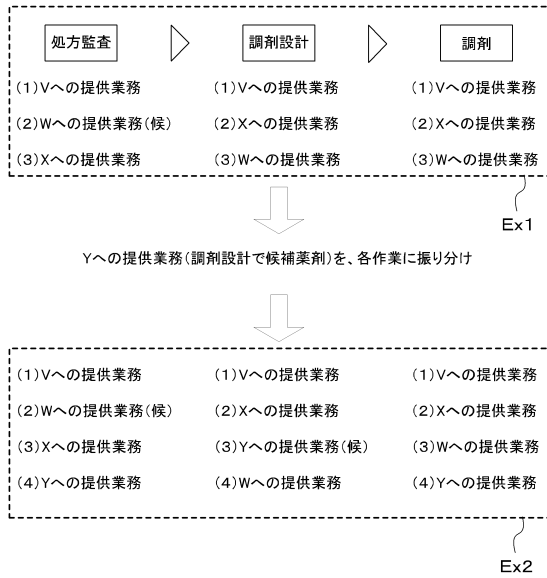 処方監査 調剤設計 調剤
(1)Vへの提供業務 (1)Vへの提供業務 (1)Vへの提供業務
(2)Wへの提供業務(候) (2)Xへの提供業務 (2)Xへの提供業務
(3)Xへの提供業務 (3)Wへの提供業務 (3)Wへの提供業務
Ex1
Yへの提供業務(調剤設計で候補薬剤)を、各作業に振り分け
(1)Vへの提供業務 (1)Vへの提供業務 (1)Vへの提供業務
(2)Wへの提供業務(候) (2)Xへの提供業務 (2)Xへの提供業務
(3)Xへの提供業務 (3)Yへの提供業務(候) (3)Wへの提供業務
(4)Yへの提供業務 (4)Wへの提供業務 (4)Yへの提供業務
Ex2